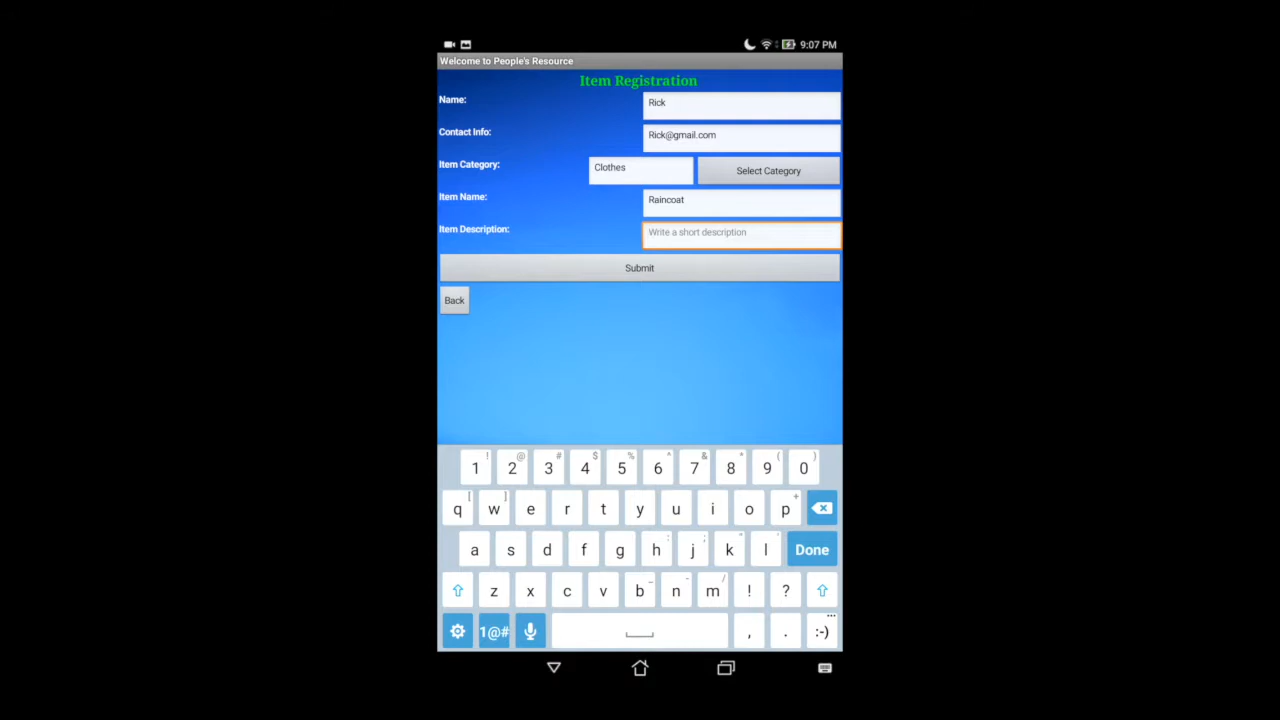 9:07 PM
Welcome to People's Resource
Item Registration
Name: Rick
Contact Info: Rick@gmail.com
Item Category: Clothes Select Category
Item Name: Raincoat
Item Description: Write a short description
Submit
Back
! @ # $ % ^ & * ( )
1 2 3 4 5 6 7 8 9 0
[ ] +
q w e r t y u i o p
: ; " '
a s d f g h j k l Done
_ - /
z x c v b n m ! ?
1@# , . :-)